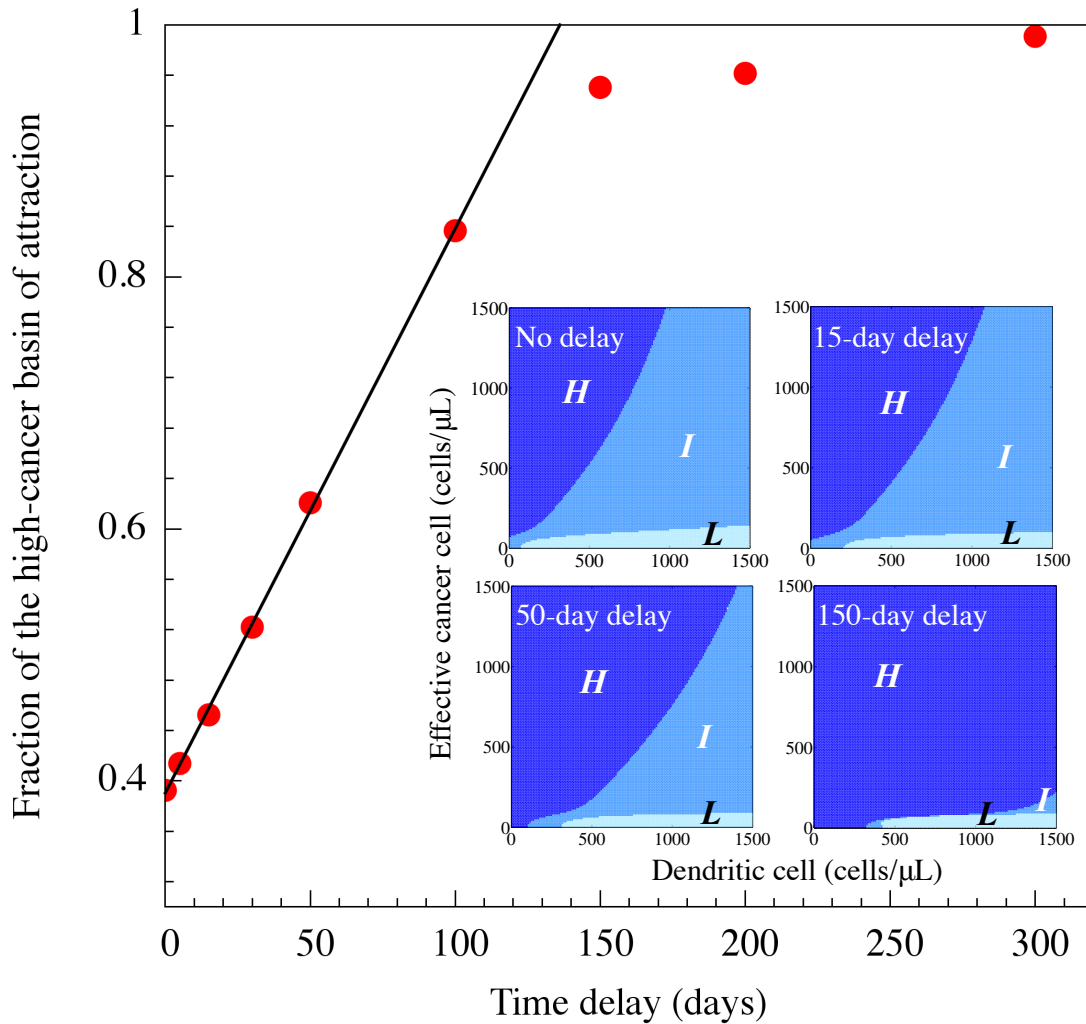 Fraction of the high-cancer basin of attraction
1
0.8
0.6
0.4
0 50 100 150 200 250 300
Time delay (days)
Effective cancer cell (cells/μL)
Dendritic cell (cells/μL)
1500
1000
500
0
No delay
H
I
L
0 500 1000 1500
1500
1000
500
0
15-day delay
H
I
L
0 500 1000 1500
1500
1000
500
0
50-day delay
H
I
L
0 500 1000 1500
1500
1000
500
0
150-day delay
H
I
L
0 500 1000 1500